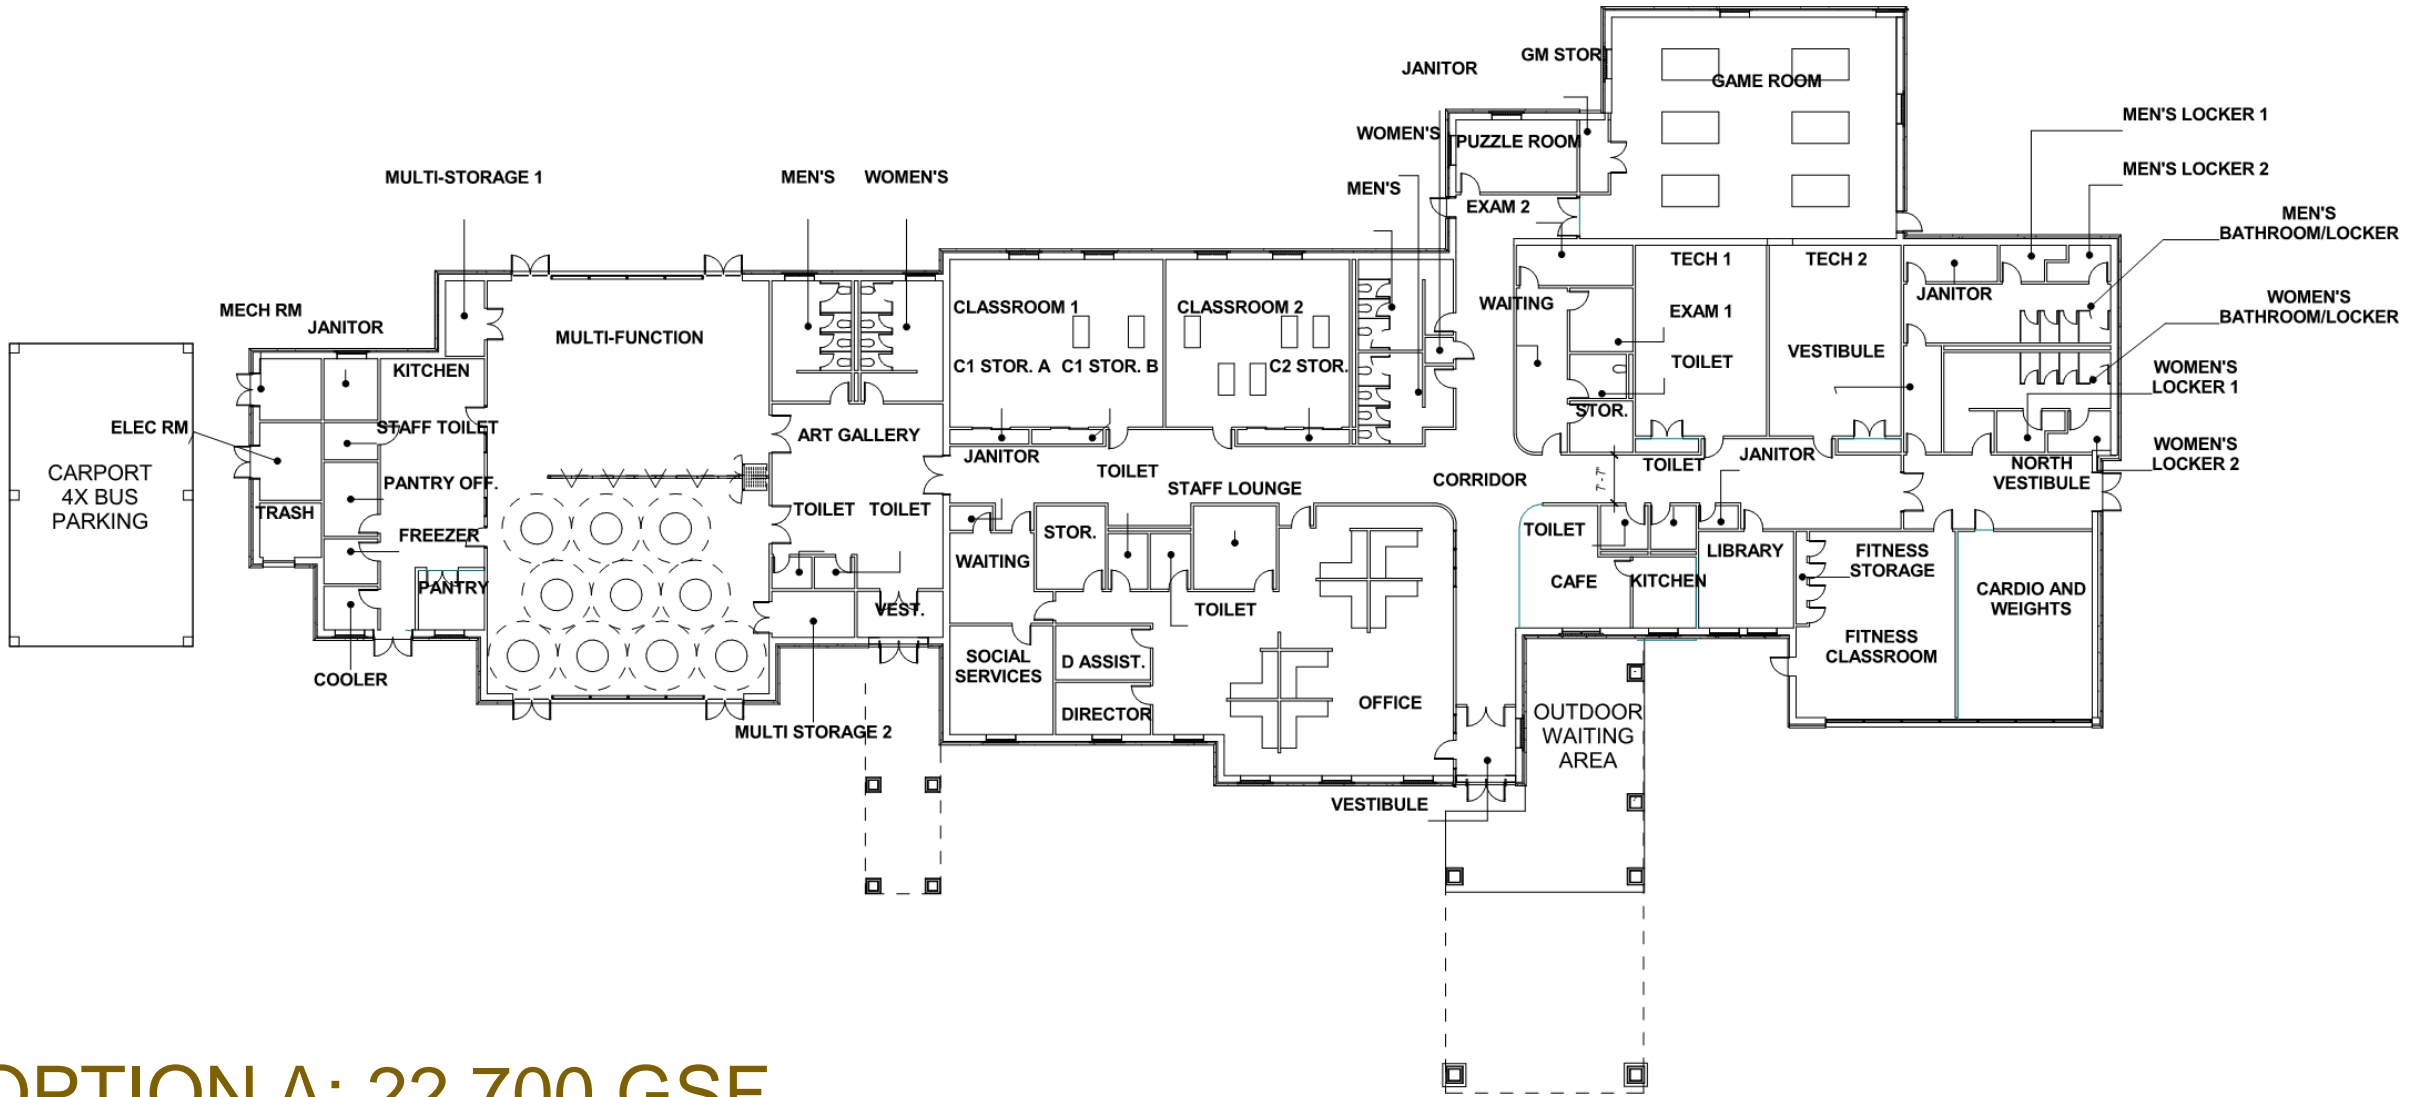 GM STOR
JANITOR
GAME ROOM
MEN'S LOCKER 1
WOMEN'S
PUZZLE ROOM
MEN'S LOCKER 2
MULTI-STORAGE 1
MEN'S
WOMEN'S
MEN'S
EXAM 2
MEN'S
BATHROOM/LOCKER
TECH 1
TECH 2
MECH RM
JANITOR
MULTI-FUNCTION
CLASSROOM 1
CLASSROOM 2
WAITING
EXAM 1
JANITOR
WOMEN'S
BATHROOM/LOCKER
KITCHEN
C1 STOR. A
C1 STOR. B
C2 STOR.
TOILET
VESTIBULE
WOMEN'S
LOCKER 1
ELEC RM
STAFF TOILET
ART GALLERY
STOR.
CARPORT
4X BUS
PARKING
JANITOR
TOILET
TOILET
JANITOR
WOMEN'S
LOCKER 2
PANTRY OFF.
STAFF LOUNGE
CORRIDOR
7' - 7"
NORTH
VESTIBULE
TRASH
TOILET
TOILET
FREEZER
WAITING
STOR.
TOILET
LIBRARY
FITNESS
STORAGE
PANTRY
VEST.
TOILET
CAFE
KITCHEN
CARDIO AND
WEIGHTS
COOLER
SOCIAL
SERVICES
D ASSIST.
FITNESS
CLASSROOM
DIRECTOR
OFFICE
MULTI STORAGE 2
OUTDOOR
WAITING
AREA
VESTIBULE
OPTION A: 22,700 GSF